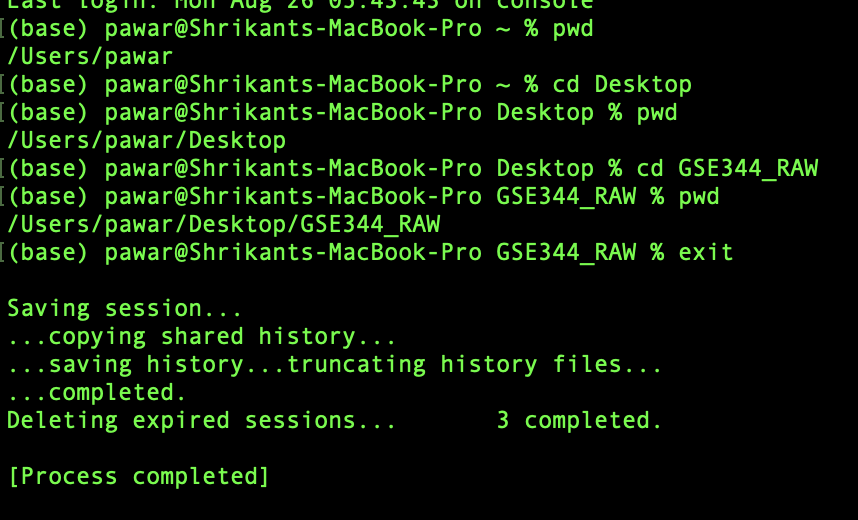 Last login: Mon Aug 26 05:43:43 on console
[(base) pawar@Shrikants-MacBook-Pro ~ % pwd
/Users/pawar
[(base) pawar@Shrikants-MacBook-Pro ~ % cd Desktop
[(base) pawar@Shrikants-MacBook-Pro Desktop % pwd
/Users/pawar/Desktop
[(base) pawar@Shrikants-MacBook-Pro Desktop % cd GSE344_RAW
[(base) pawar@Shrikants-MacBook-Pro GSE344_RAW % pwd
/Users/pawar/Desktop/GSE344_RAW
[(base) pawar@Shrikants-MacBook-Pro GSE344_RAW % exit
Saving session...
...copying shared history...
...saving history...truncating history files...
...completed.
Deleting expired sessions...       3 completed.
[Process completed]